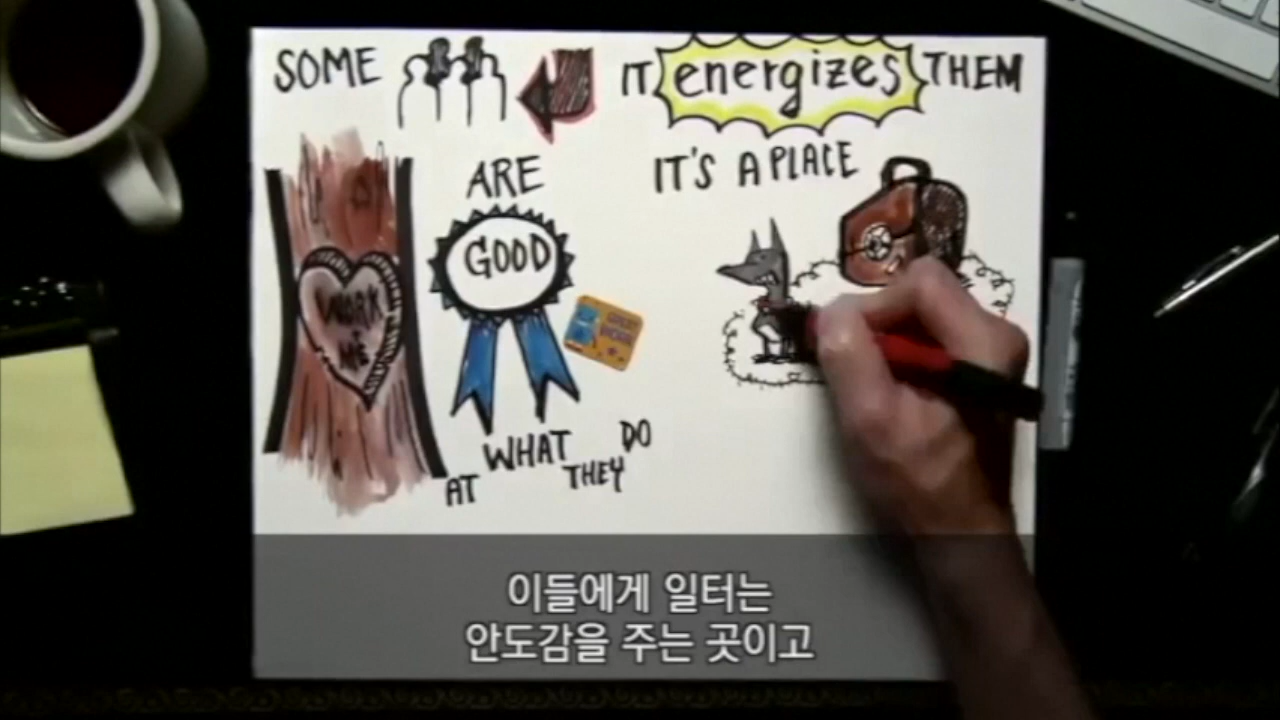 SOME
IT energizes THEM
ARE
IT'S A PLACE
GOOD
WORK
+
ME
AT WHAT THEY DO
이들에게 일터는
안도감을 주는 곳이고